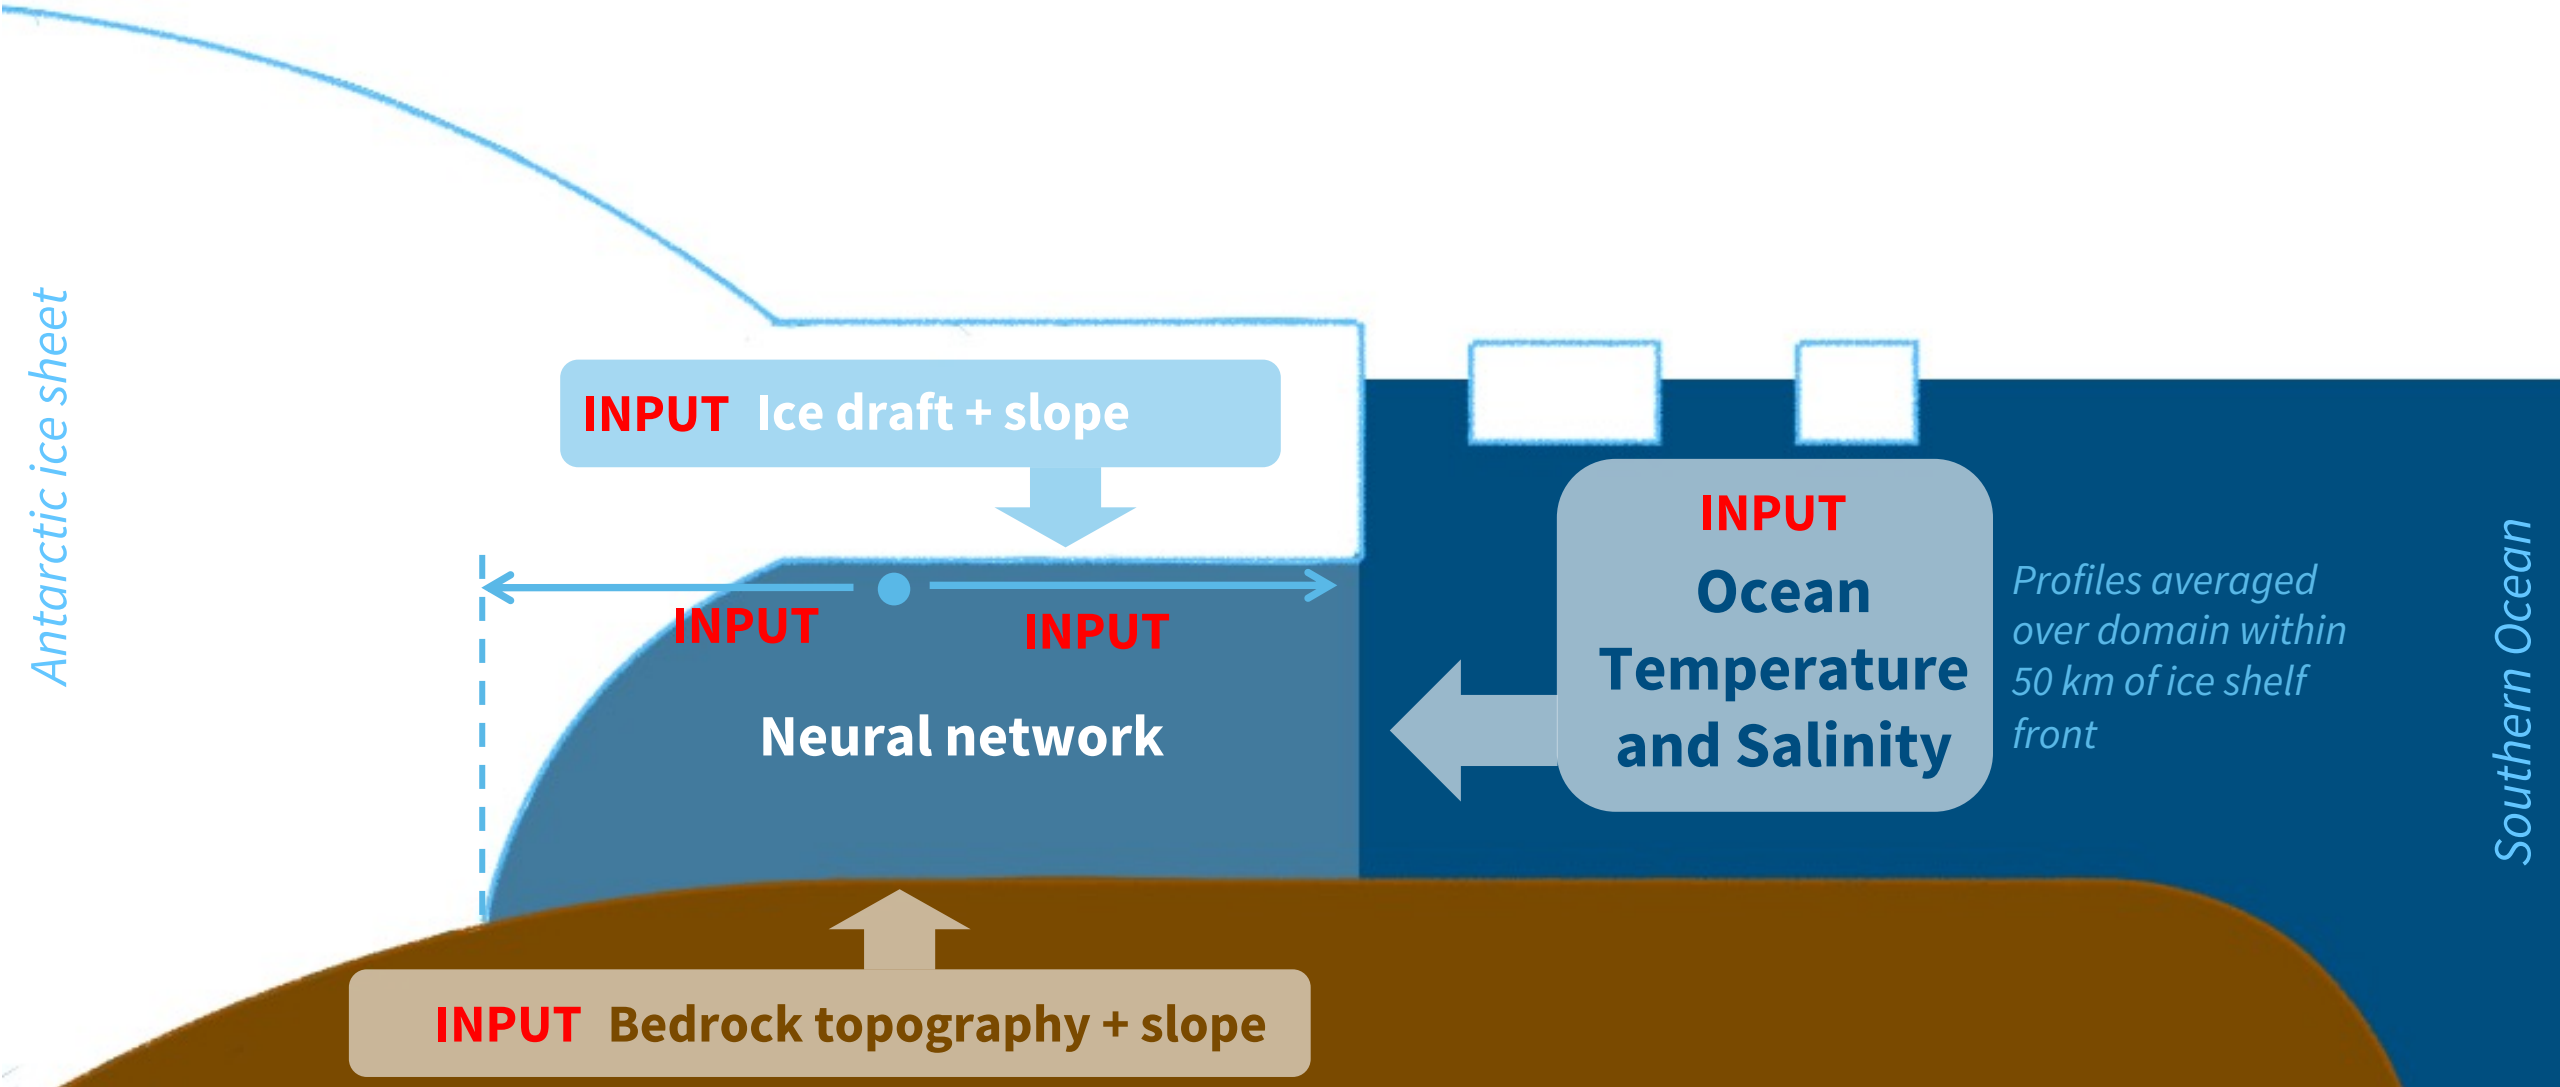 Antarctic ice sheet
INPUT Ice draft + slope
INPUT
INPUT
Neural network
INPUT
Ocean
Temperature
and Salinity
Profiles averaged
over domain within
50 km of ice shelf
front
Southern Ocean
INPUT Bedrock topography + slope